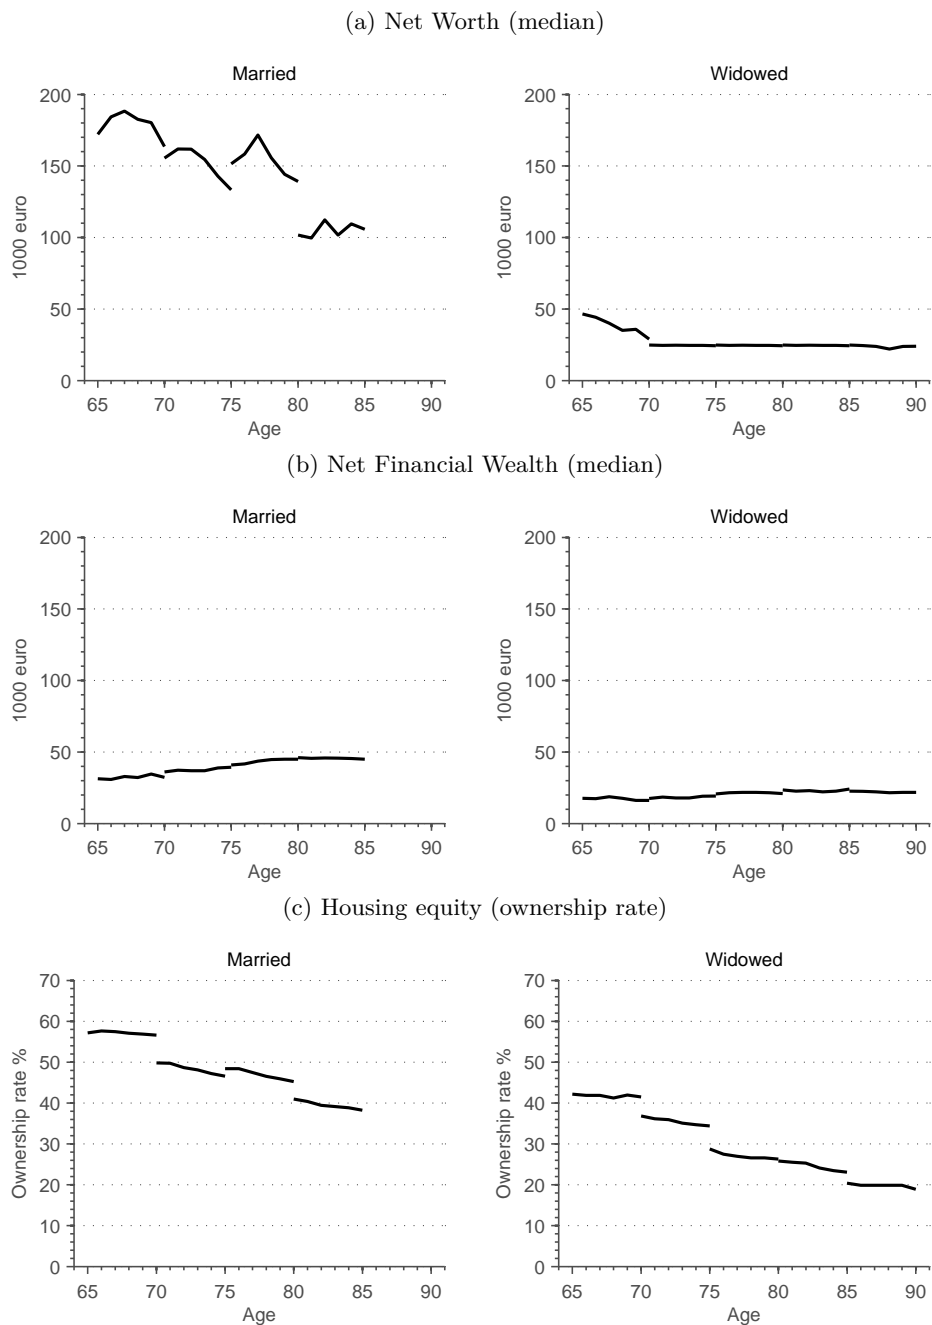 (a) Net Worth (median)
Married
Widowed
200
150
100
50
0
1000 euro
65 70 75 80 85 90
Age
200
150
100
50
0
1000 euro
65 70 75 80 85 90
Age
(b) Net Financial Wealth (median)
Married
Widowed
200
150
100
50
0
1000 euro
65 70 75 80 85 90
Age
200
150
100
50
0
1000 euro
65 70 75 80 85 90
Age
(c) Housing equity (ownership rate)
Married
Widowed
70
60
50
40
30
20
10
0
Ownership rate %
65 70 75 80 85 90
Age
70
60
50
40
30
20
10
0
Ownership rate %
65 70 75 80 85 90
Age